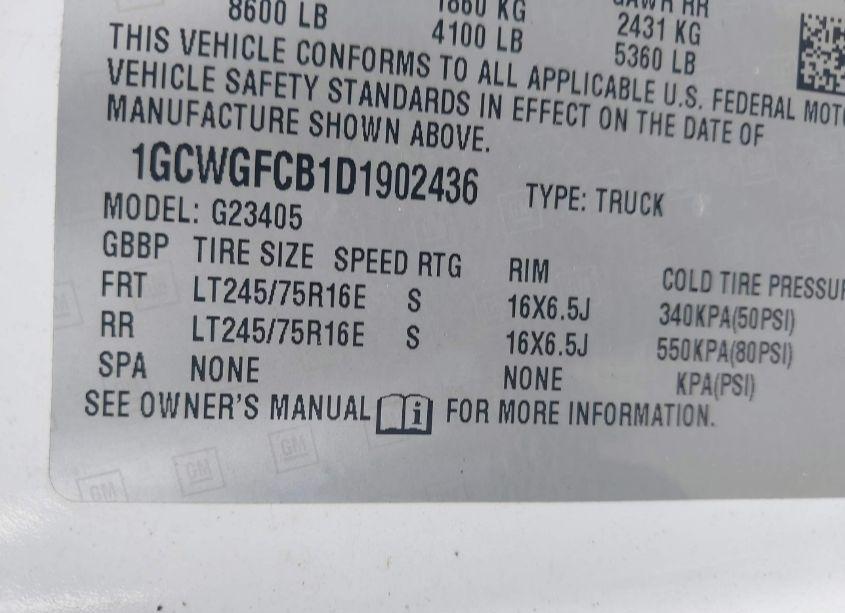 8600 LB 1860 KG GAWR RR
4100 LB 2431 KG
5360 LB
THIS VEHICLE CONFORMS TO ALL APPLICABLE U.S. FEDERAL MOTO
VEHICLE SAFETY STANDARDS IN EFFECT ON THE DATE OF
MANUFACTURE SHOWN ABOVE.
1GCWGFCB1D1902436 TYPE: TRUCK
MODEL: G23405
GBBP TIRE SIZE SPEED RTG RIM COLD TIRE PRESSUR
FRT LT245/75R16E S 16X6.5J 340KPA(50PSI)
RR LT245/75R16E S 16X6.5J 550KPA(80PSI)
SPA NONE NONE KPA(PSI)
SEE OWNER'S MANUAL i FOR MORE INFORMATION.
GM GM GM